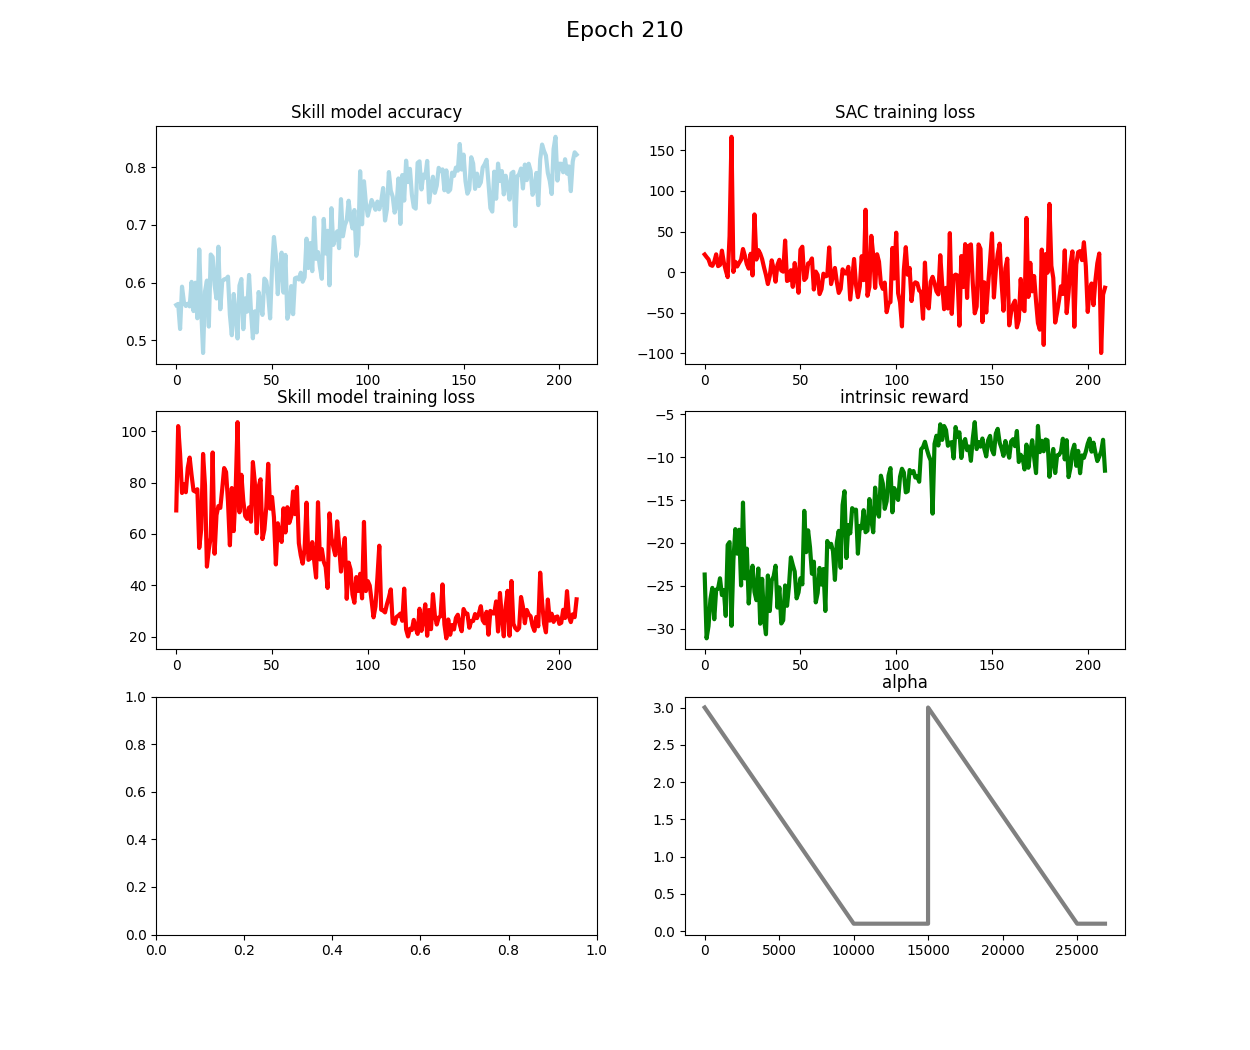 Epoch 210
Skill model accuracy
0.8
0.7
0.6
0.5
0 50 100 150 200
SAC training loss
150
100
50
0
−50
−100
0 50 100 150 200
Skill model training loss
100
80
60
40
20
0 50 100 150 200
intrinsic reward
−5
−10
−15
−20
−25
−30
0 50 100 150 200
1.0
0.8
0.6
0.4
0.2
0.0
0.0 0.2 0.4 0.6 0.8 1.0
alpha
3.0
2.5
2.0
1.5
1.0
0.5
0.0
0 5000 10000 15000 20000 25000